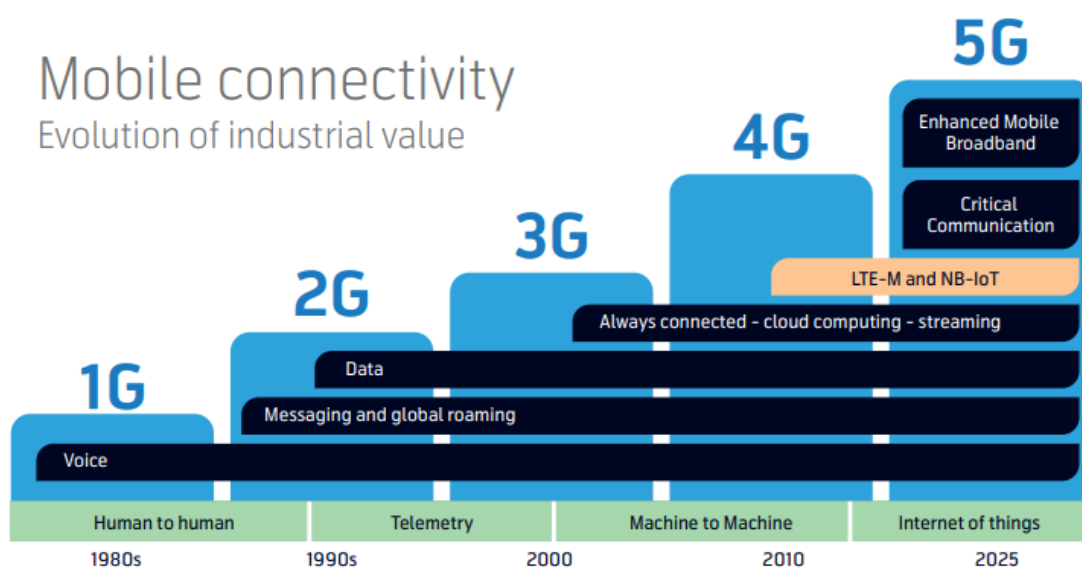 Mobile connectivity
Evolution of industrial value
1G
2G
3G
4G
5G
Enhanced Mobile
Broadband
Critical
Communication
LTE-M and NB-IoT
Always connected - cloud computing - streaming
Data
Messaging and global roaming
Voice
Human to human
Telemetry
Machine to Machine
Internet of things
1980s
1990s
2000
2010
2025